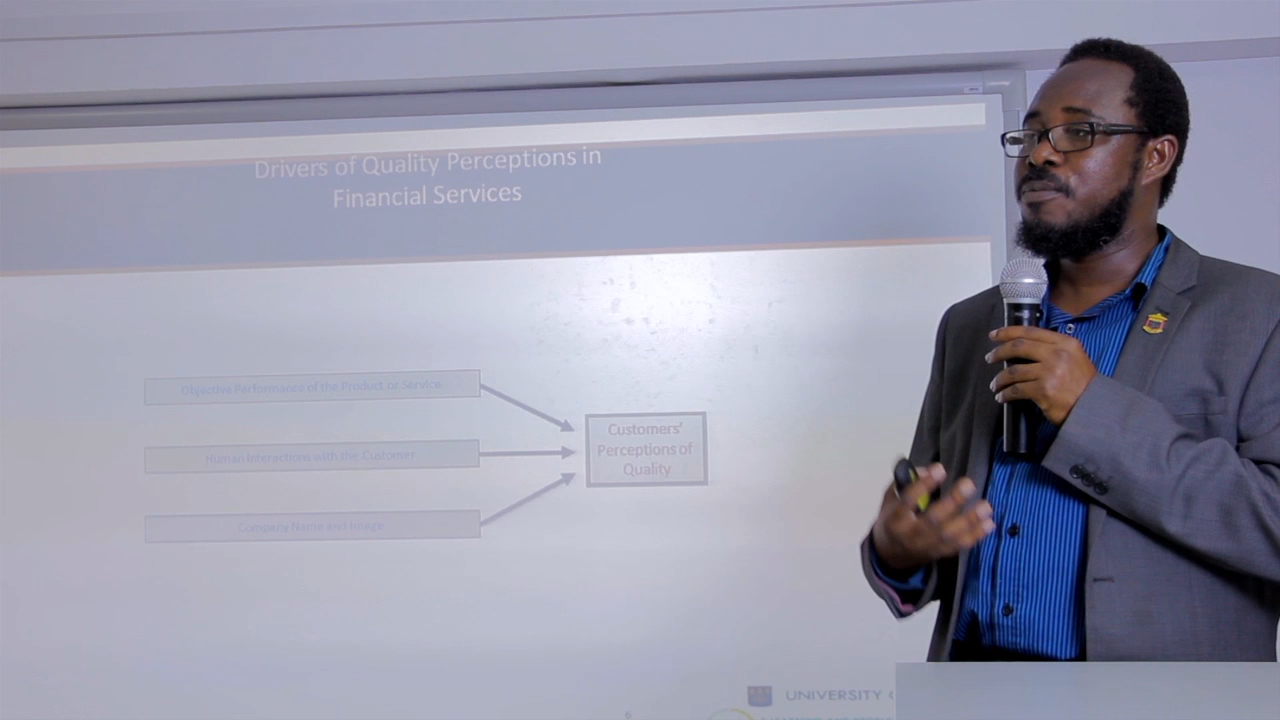 Drivers of Quality Perceptions in
Financial Services
Objective Performance of the Product or Service
Human Interactions with the Customer
Company Name and Image
Customers'
Perceptions of
Quality
6
UNIVERSITY